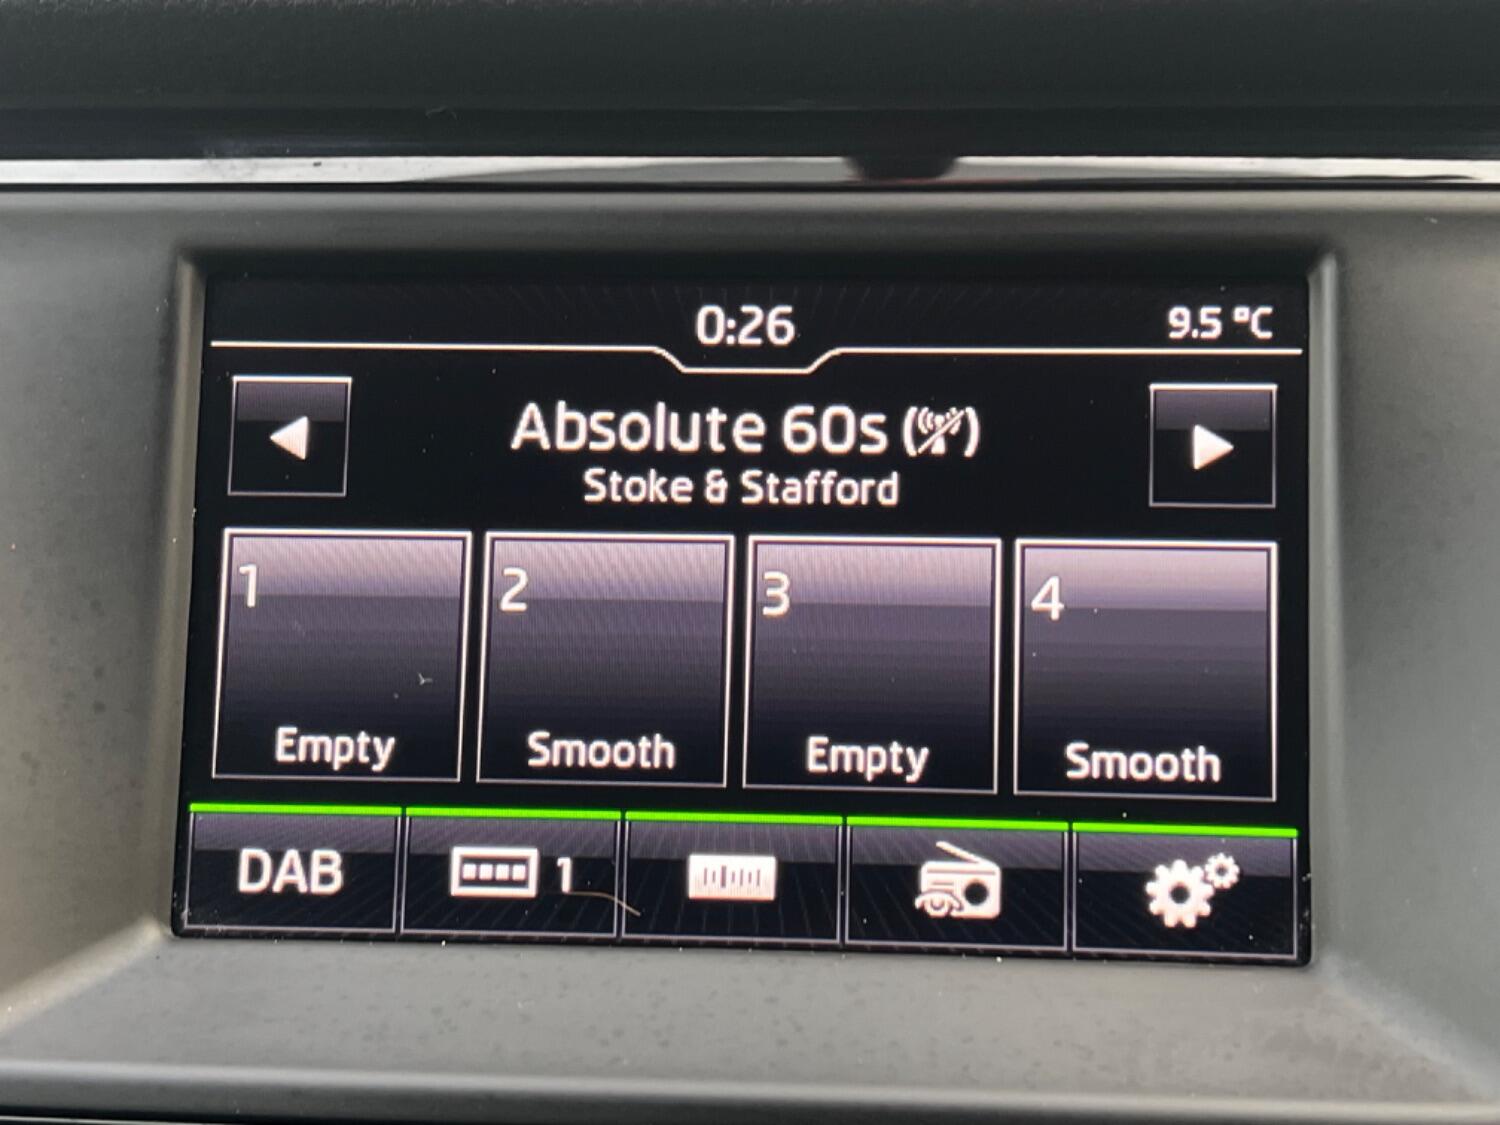 0:26
9.5 °C
Absolute 60s
Stoke & Stafford
1
2
3
4
Empty
Smooth
Empty
Smooth
DAB
1